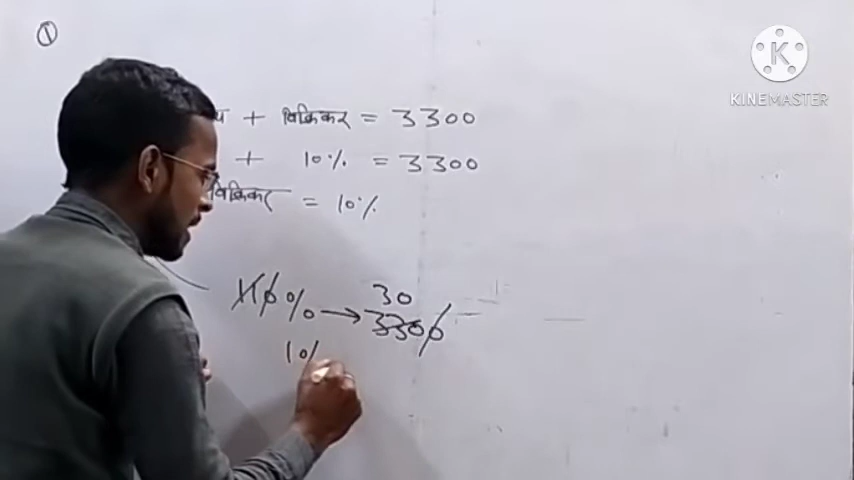 ①
K
KINEMASTER
+ विक्रिकर = 3300
+ 10% = 3300
विक्रिकर = 10%
30
110% → 3300
10%